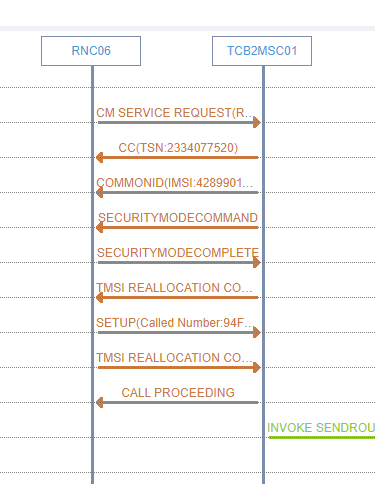 RNC06 TCB2MSC01
CM SERVICE REQUEST(R...
CC(TSN:2334077520)
COMMONID(IMSI:4289901...
SECURITYMODECOMMAND
SECURITYMODECOMPLETE
TMSI REALLOCATION CO...
SETUP(Called Number:94F...
TMSI REALLOCATION CO...
CALL PROCEEDING
INVOKE SENDROU